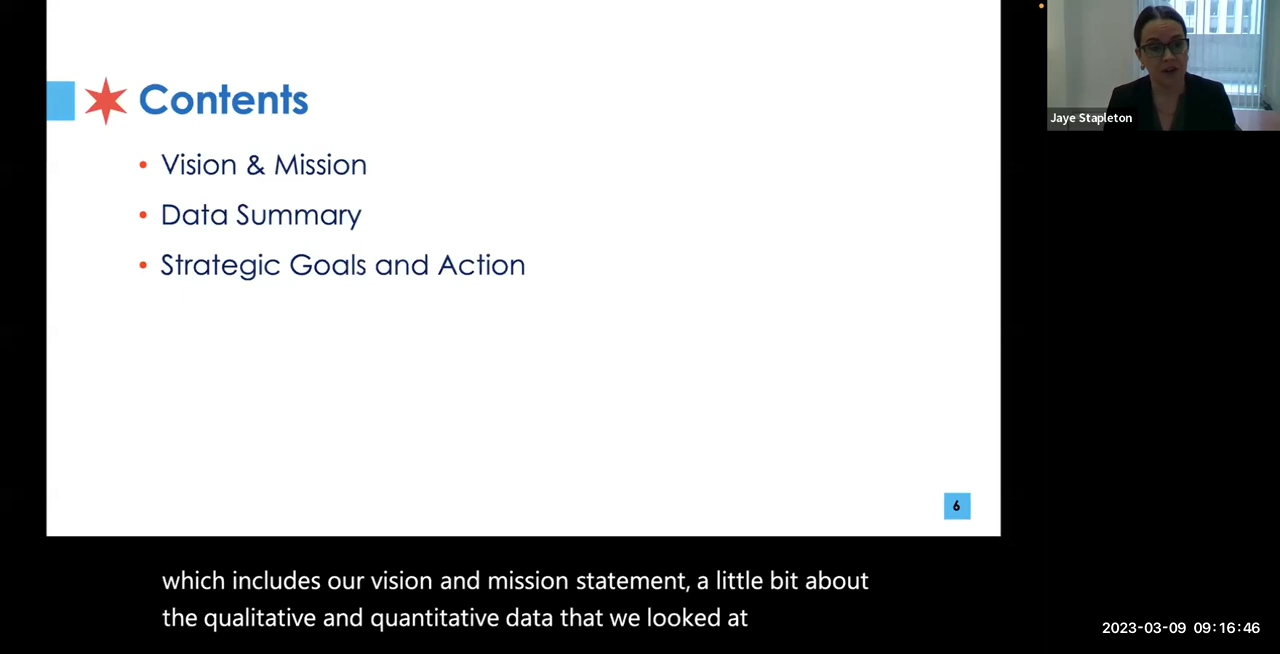 Contents
• Vision & Mission
• Data Summary
• Strategic Goals and Action
6
Jaye Stapleton
which includes our vision and mission statement, a little bit about
the qualitative and quantitative data that we looked at
2023-03-09 09:16:46